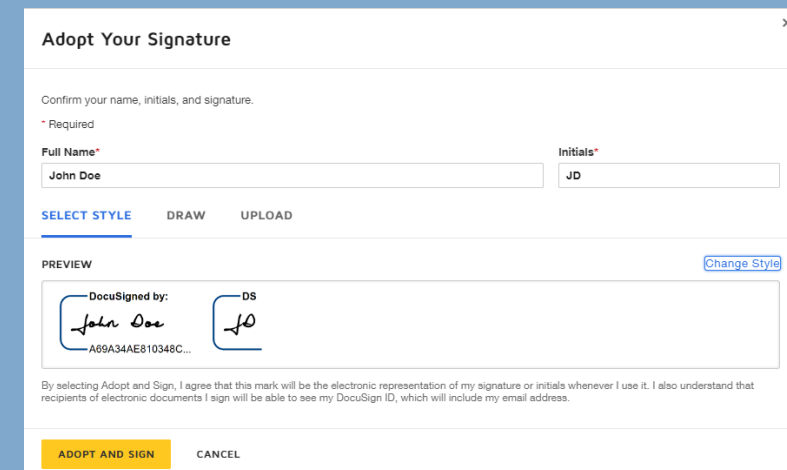 Adopt Your Signature
Confirm your name, initials, and signature.
* Required
Full Name*
Initials*
John Doe
JD
SELECT STYLE
DRAW
UPLOAD
PREVIEW
Change Style
DocuSigned by:
John Doe
A69A34AE810348C...
DS
JD
By selecting Adopt and Sign, I agree that this mark will be the electronic representation of my signature or initials whenever I use it. I also understand that
recipients of electronic documents I sign will be able to see my DocuSign ID, which will include my email address.
ADOPT AND SIGN
CANCEL